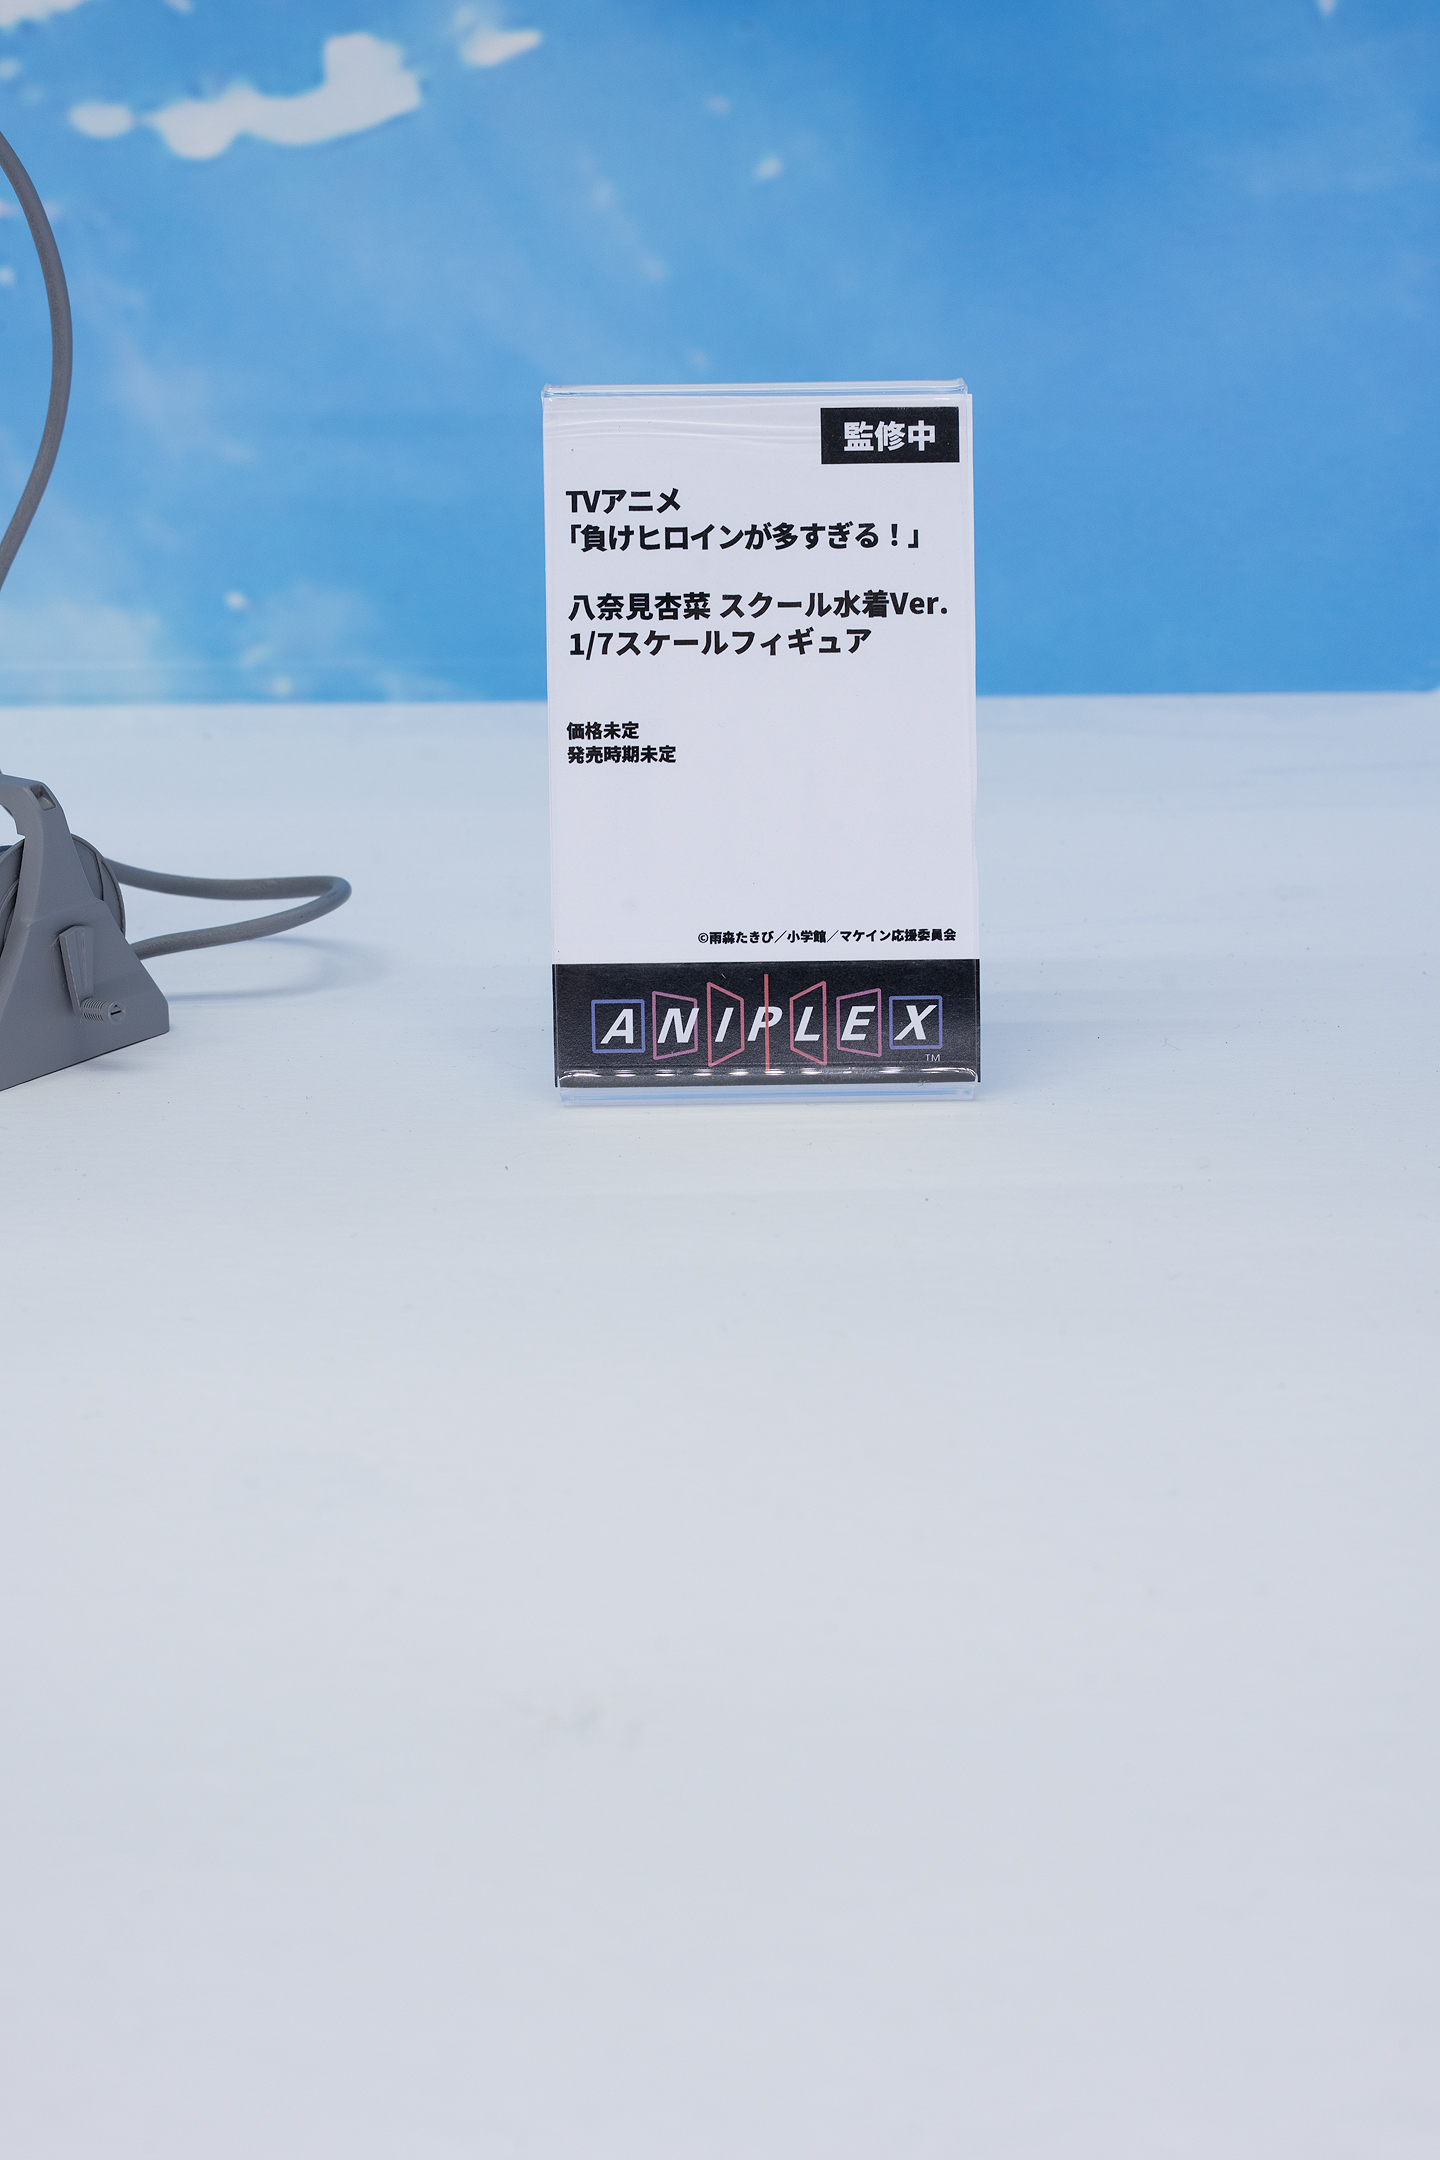 監修中
TVアニメ
「負けヒロインが多すぎる！」
八奈見杏菜 スクール水着Ver.
1/7スケールフィギュア
価格未定
発売時期未定
©雨森たきび／小学館／マケイン応援委員会
ANIPLEX
TM